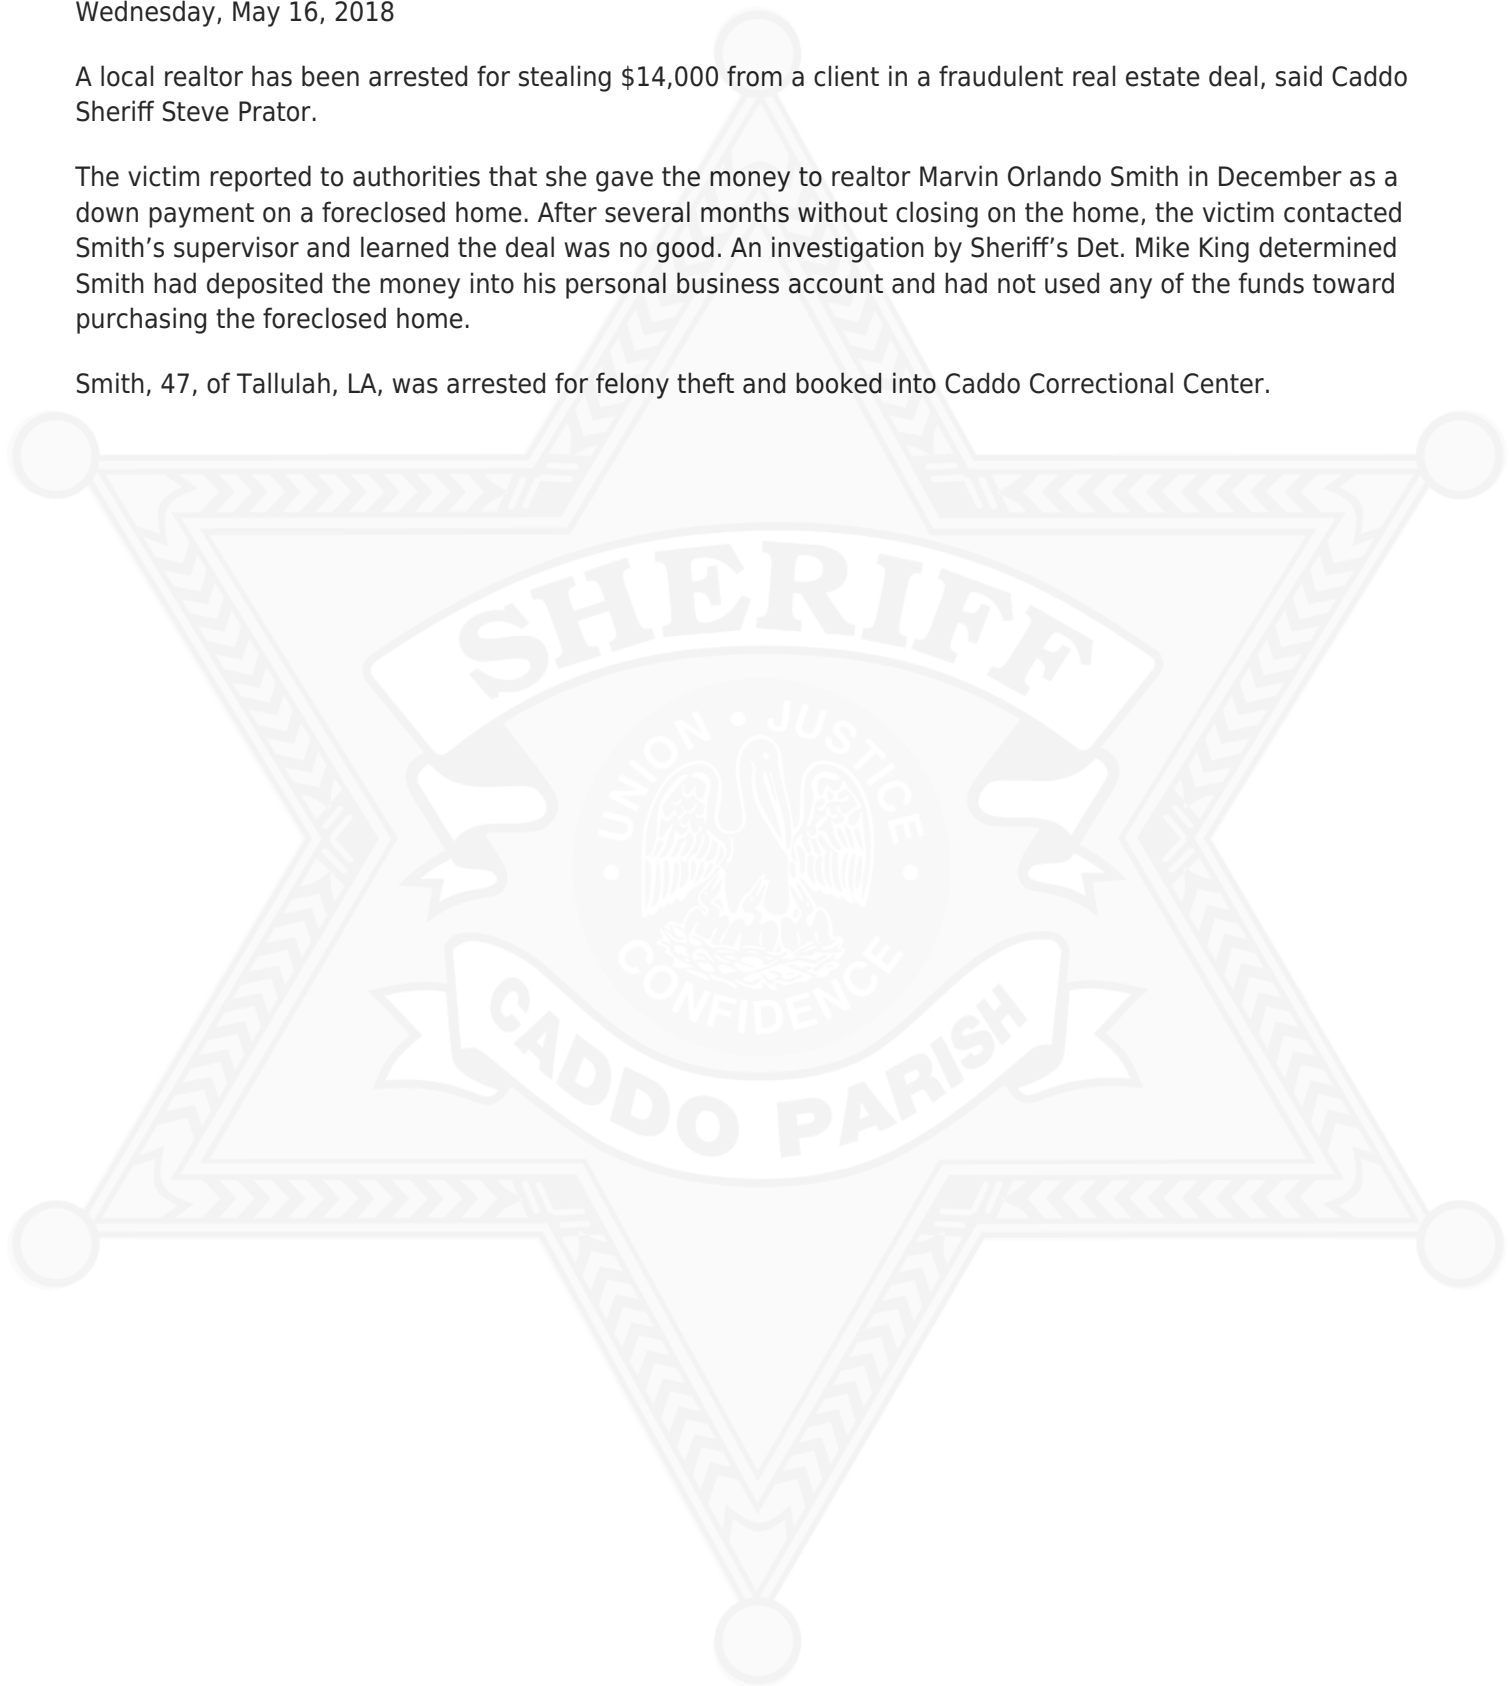 Wednesday, May 16, 2018
A local realtor has been arrested for stealing $14,000 from a client in a fraudulent real estate deal, said Caddo
Sheriff Steve Prator.
The victim reported to authorities that she gave the money to realtor Marvin Orlando Smith in December as a
down payment on a foreclosed home. After several months without closing on the home, the victim contacted
Smith’s supervisor and learned the deal was no good. An investigation by Sheriff’s Det. Mike King determined
Smith had deposited the money into his personal business account and had not used any of the funds toward
purchasing the foreclosed home.
Smith, 47, of Tallulah, LA, was arrested for felony theft and booked into Caddo Correctional Center.
SHERIFF
UNION • JUSTICE
• CONFIDENCE •
CADDO PARISH